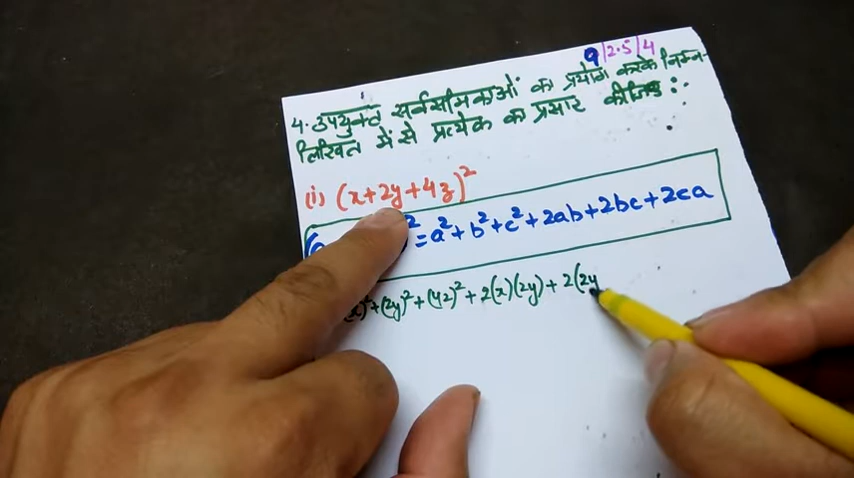 9/2.5/4
4. उपयुक्त सर्वसमिकाओं का प्रयोग करके निम्न-
लिखित में से प्रत्येक का प्रसार कीजिए :
(i) (x+2y+4z)²
² = a² + b² + c² + 2ab + 2bc + 2ca
(x)² + (2y)² + (4z)² + 2(x)(2y) + 2(2y